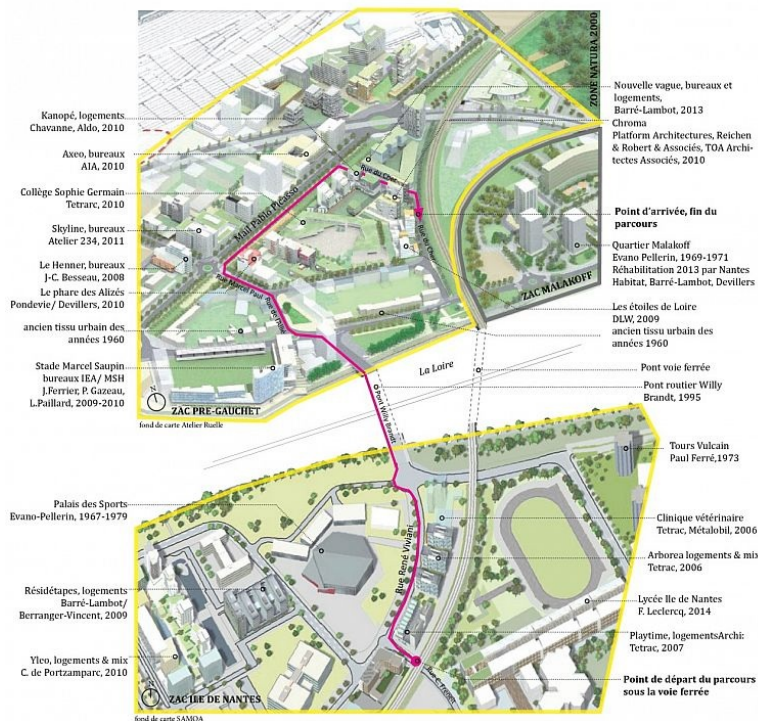 Kanopé, logements
Chavanne, Aldo, 2010
Axeo, bureaux
AIA, 2010
Collège Sophie Germain
Tetrarc, 2010
Skyline, bureaux
Atelier 234, 2011
Le Henner, bureaux
J-C. Besseau, 2008
Le phare des Alizés
Pondevie/ Devillers, 2010
ancien tissu urbain des
années 1960
Stade Marcel Saupin
bureaux IEA/ MSH
J.Ferrier, P. Gazeau,
L.Paillard, 2009-2010
ZAC PRE-GAUCHET
fond de carte Atelier Ruelle
N
Mail Pablo Picasso
Rue du Cher
Rue du Cher
Rue Marcel Paul
ZONE NATURA 2000
Nouvelle vague, bureaux et
logements,
Barré-Lambot, 2013
Chroma
Platform Architectures, Reichen
& Robert & Associés, TOA Archi-
tectes Associés, 2010
Point d'arrivée, fin du
parcours
Quartier Malakoff
Evano Pellerin, 1969-1971
Réhabilitation 2013 par Nantes
Habitat, Barré-Lambot, Devillers
ZAC MALAKOFF
Les étoiles de Loire
DLW, 2009
ancien tissu urbain des
années 1960
La Loire
Pont voie ferrée
Pont routier Willy
Brandt, 1995
Pont Willy Brandt
Palais des Sports
Evano-Pellerin, 1967-1979
Résidétapes, logements
Barré-Lambot/
Berranger-Vincent, 2009
Yleo, logements & mix
C. de Portzamparc, 2010
N
ZAC ILE DE NANTES
fond de carte SAMOA
Rue René Viviani
Tours Vulcain
Paul Ferré,1973
Clinique vétérinaire
Tetrac, Métalobil, 2006
Arborea logements & mix
Tetrac, 2006
Lycée Ile de Nantes
F. Leclercq, 2014
Playtime, logementsArchi:
Tetrac, 2007
Point de départ du parcours
sous la voie ferrée